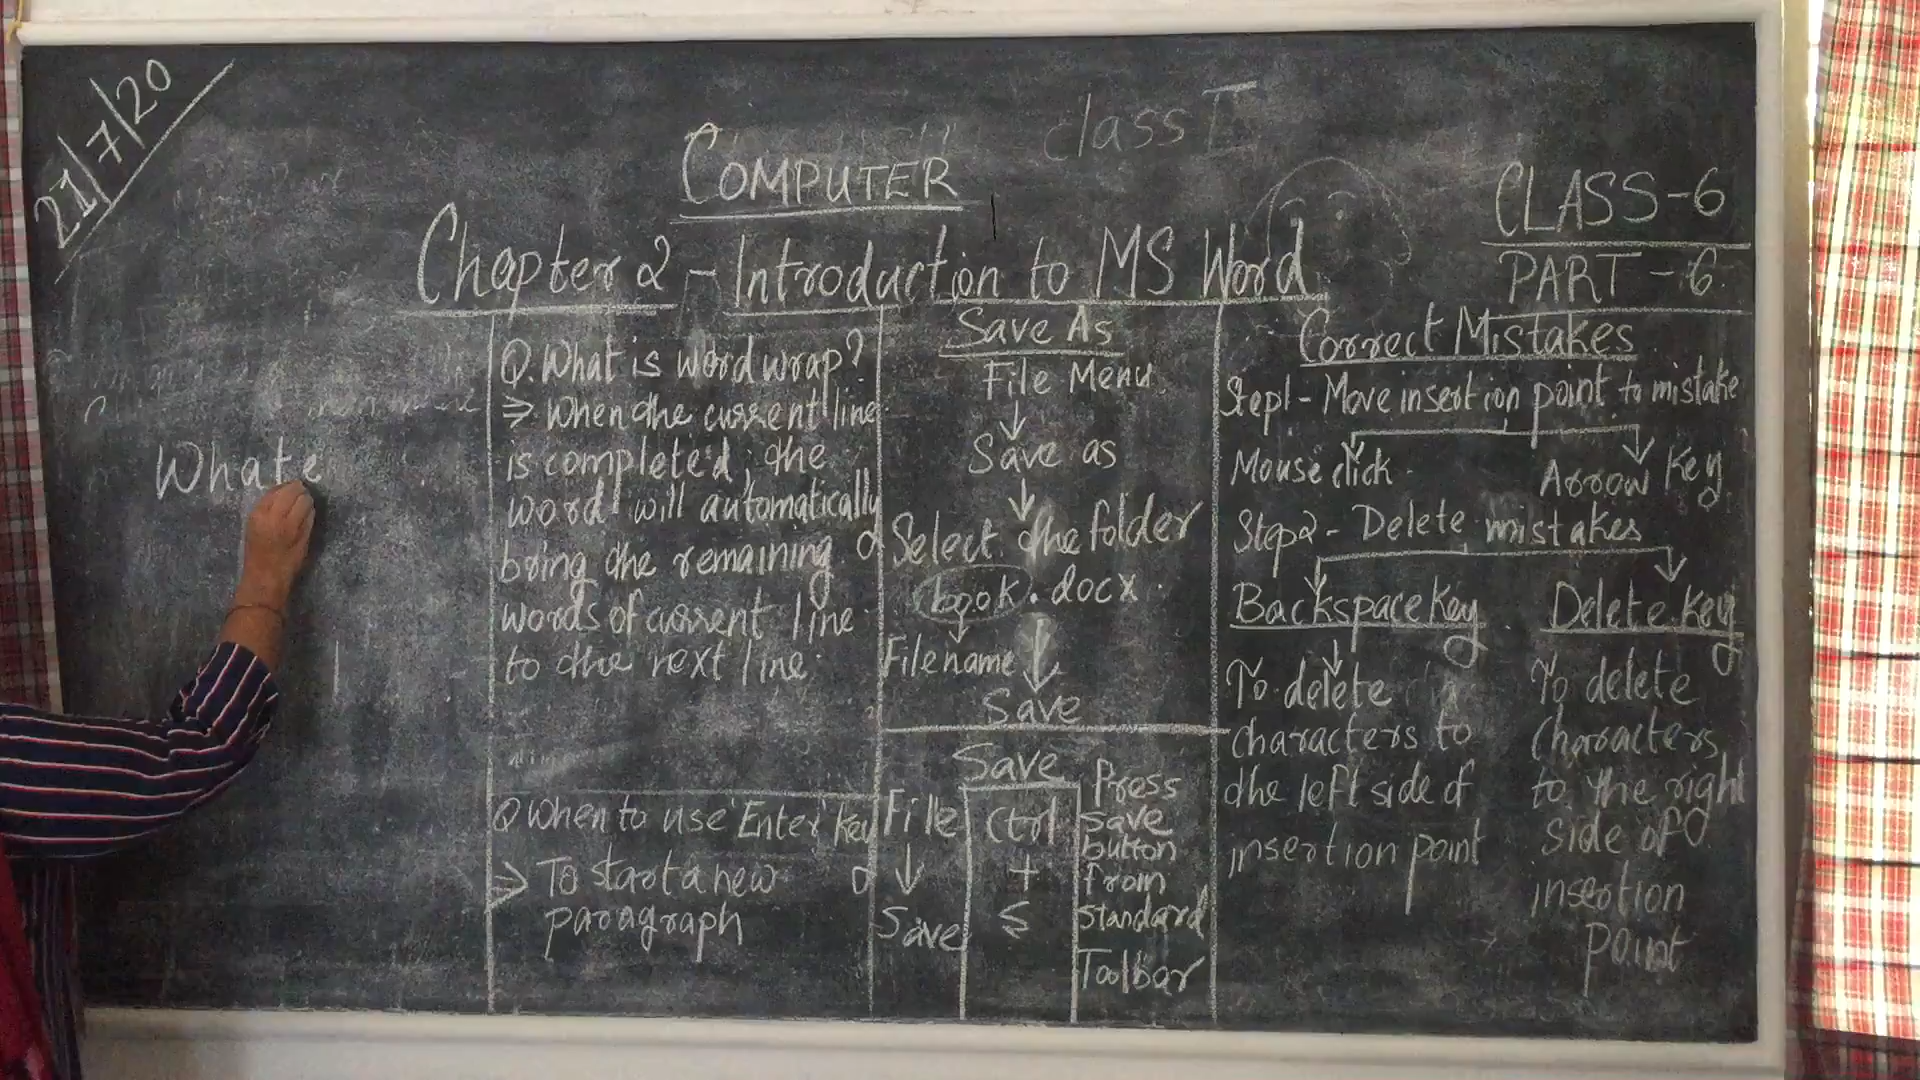 21/7/20
class I
COMPUTER
CLASS-6
PART-6
Chapter 2 - Introduction to MS Word
Whate
Q. What is word wrap?
⇒ When the current line
is completed, the
word will automatically
bring the remaining
words of current line
to the next line.
Q When to use 'Enter' key
⇒ To start a new
paragraph
Save As
File Menu
↓
Save as
↓
Select the folder
book.docx
↓
Filename
↓
Save
Save
File
↓
Save
Ctrl
+
S
Press
save
button
from
standard
Toolbar
Correct Mistakes
Step1 - Move insertion point to mistake
Mouse click
Arrow Key
Step2 - Delete mistakes
Backspace Key
↓
To delete
characters to
the left side of
insertion point
Delete Key
To delete
characters
to the right
side of
insertion
point